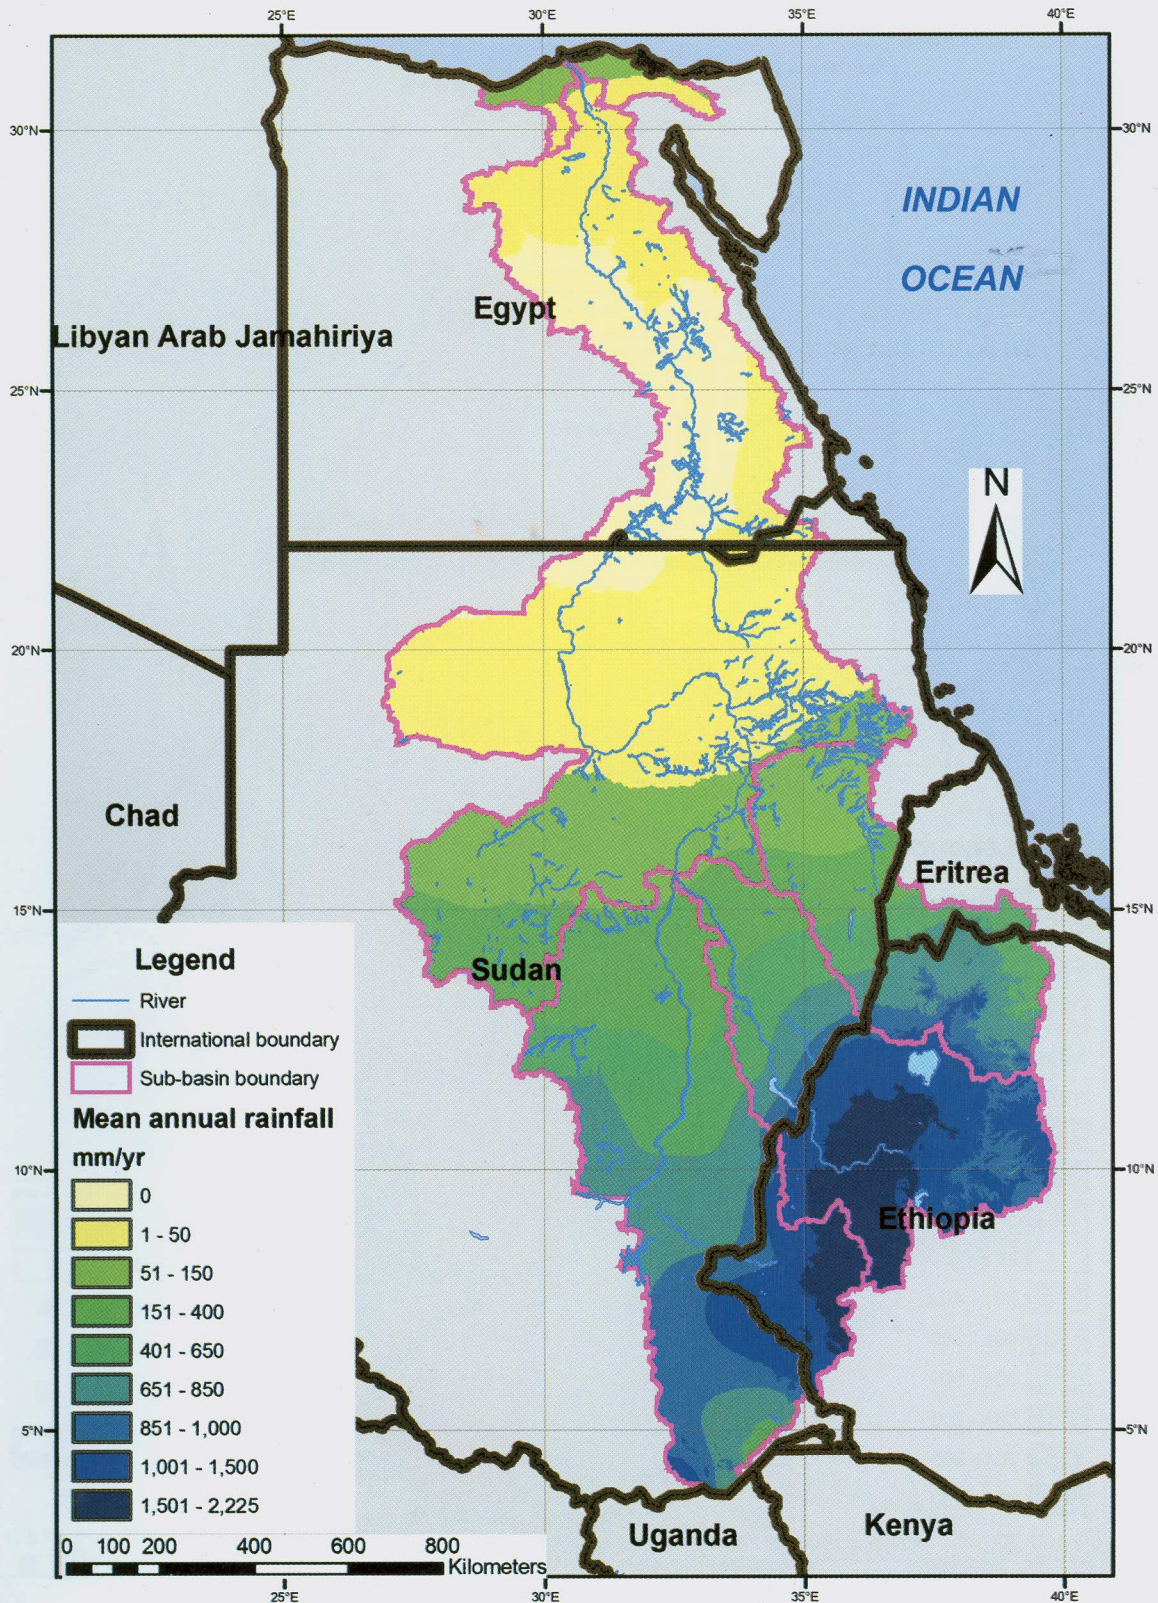 25°E 30°E 35°E 40°E
30°N 30°N
INDIAN
OCEAN
Egypt
Libyan Arab Jamahiriya
25°N 25°N
N
20°N 20°N
Chad
Eritrea
15°N 15°N
Sudan
Legend
River
International boundary
Sub-basin boundary
Mean annual rainfall
mm/yr
10°N 10°N
0
Ethiopia
1 - 50
51 - 150
151 - 400
401 - 650
651 - 850
851 - 1,000
5°N 5°N
1,001 - 1,500
1,501 - 2,225
Uganda
Kenya
0 100 200 400 600 800
Kilometers
25°E 30°E 35°E 40°E